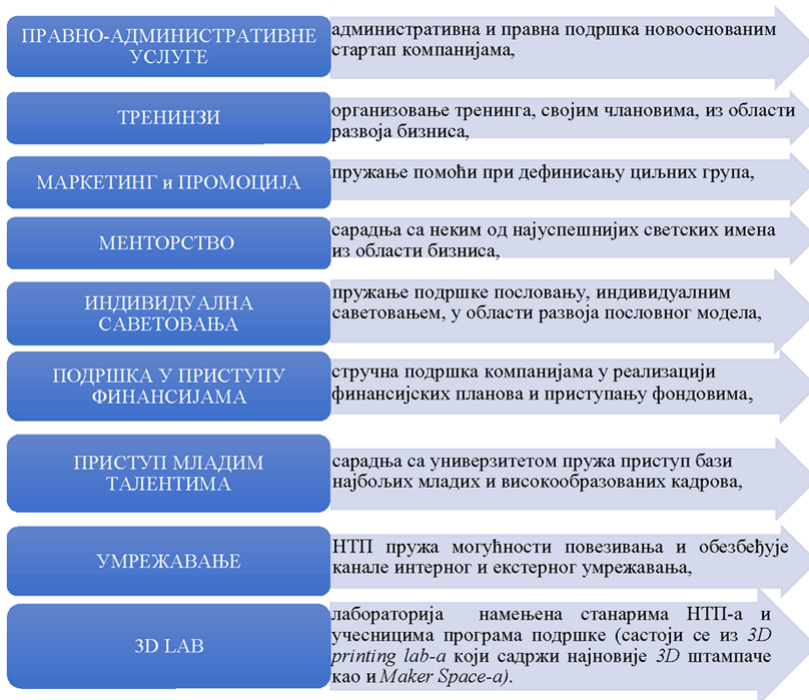 ПРАВНО-АДМИНИСТРАТИВНЕ
УСЛУГЕ
административна и правна подршка новооснованим
стартап компанијама,
ТРЕНИНЗИ
организовање тренинга, својим члановима, из области
развоја бизниса,
МАРКЕТИНГ и ПРОМОЦИЈА
пружање помоћи при дефинисању циљних група,
МЕНТОРСТВО
сарадња са неким од најуспешнијих светских имена
из области бизниса,
ИНДИВИДУАЛНА
САВЕТОВАЊА
пружање подршке пословању, индивидуалним
саветовањем, у области развоја пословног модела,
ПОДРШКА У ПРИСТУПУ
ФИНАНСИЈАМА
стручна подршка компанијама у реализацији
финансијских планова и приступању фондовима,
ПРИСТУП МЛАДИМ
ТАЛЕНТИМА
сарадња са универзитетом пружа приступ бази
најбољих младих и високообразованих кадрова,
УМРЕЖАВАЊЕ
НТП пружа могућности повезивања и обезбеђује
канале интерног и екстерног умрежавања,
3D LAB
лабораторија намењена станарима НТП-а и
учесницима програма подршке (састоји се из 3D
printing lab-а који садржи најновије 3D штампаче
као и Maker Space-а).